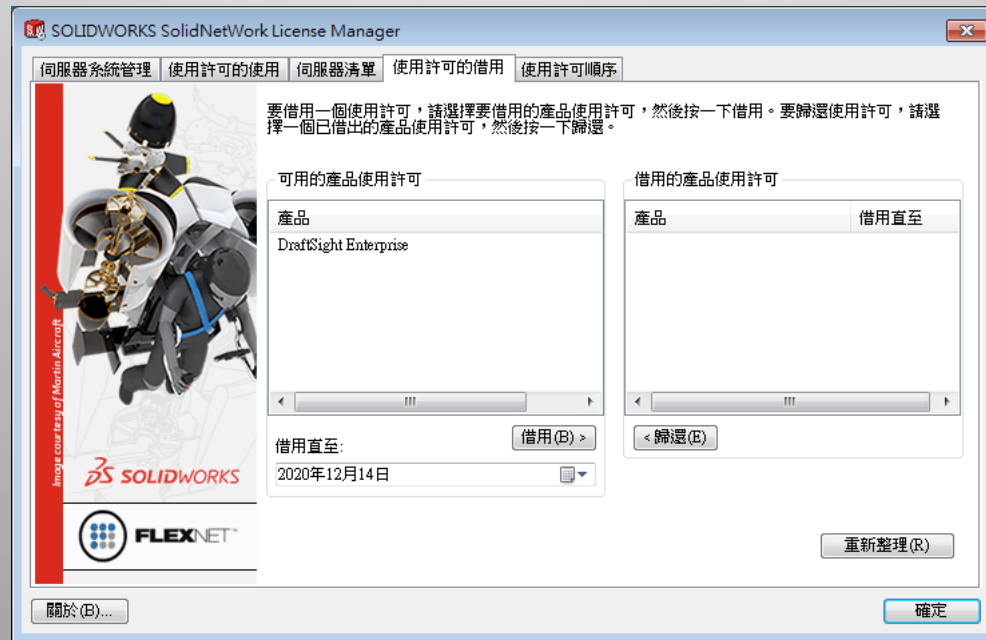 SOLIDWORKS SolidNetWork License Manager
伺服器系統管理
使用許可的使用
伺服器清單
使用許可的借用
使用許可順序
要借用一個使用許可，請選擇要借用的產品使用許可，然後按一下借用。要歸還使用許可，請選
擇一個已借出的產品使用許可，然後按一下歸還。
可用的產品使用許可
產品
DraftSight Enterprise
借用直至:
借用(B) >
2020年12月14日
借用的產品使用許可
產品
借用直至
< 歸還(E)
Image courtesy of Martin Aircraft
SOLIDWORKS
FLEXNET™
重新整理(R)
關於(B)...
確定